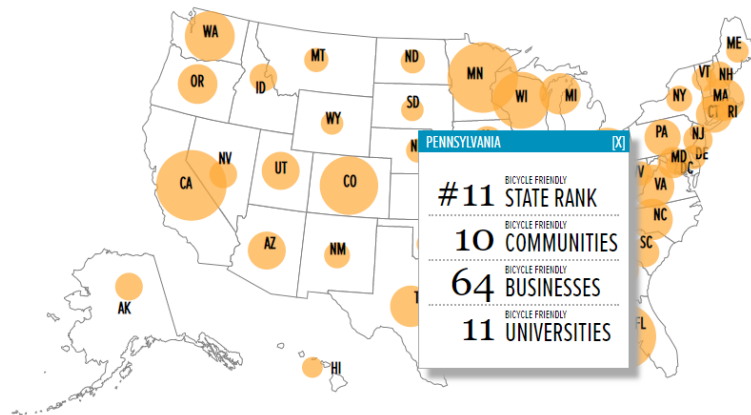 WA
MT
ND
MN
OR
ID
SD
WI
MI
ME
VT
NH
NY
MA
CT
RI
WY
NV
UT
CA
CO
PA
NJ
MD
DE
DC
VA
NC
SC
AZ
NM
AK
HI
FL
PENNSYLVANIA [X]
BICYCLE FRIENDLY
#11 STATE RANK
BICYCLE FRIENDLY
10 COMMUNITIES
BICYCLE FRIENDLY
64 BUSINESSES
BICYCLE FRIENDLY
11 UNIVERSITIES